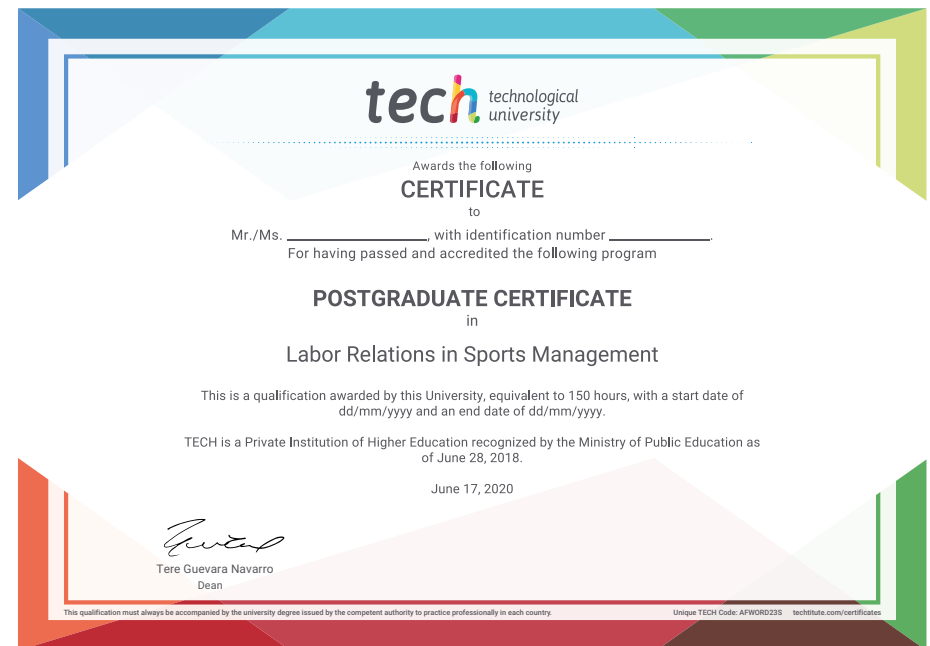 tech technological
university
Awards the following
CERTIFICATE
to
Mr./Ms. ____________________, with identification number ______________.
For having passed and accredited the following program
POSTGRADUATE CERTIFICATE
in
Labor Relations in Sports Management
This is a qualification awarded by this University, equivalent to 150 hours, with a start date of
dd/mm/yyyy and an end date of dd/mm/yyyy.
TECH is a Private Institution of Higher Education recognized by the Ministry of Public Education as
of June 28, 2018.
June 17, 2020
Tere Guevara Navarro
Dean
This qualification must always be accompanied by the university degree issued by the competent authority to practice professionally in each country. Unique TECH Code: AFWORD23S techtitute.com/certificates